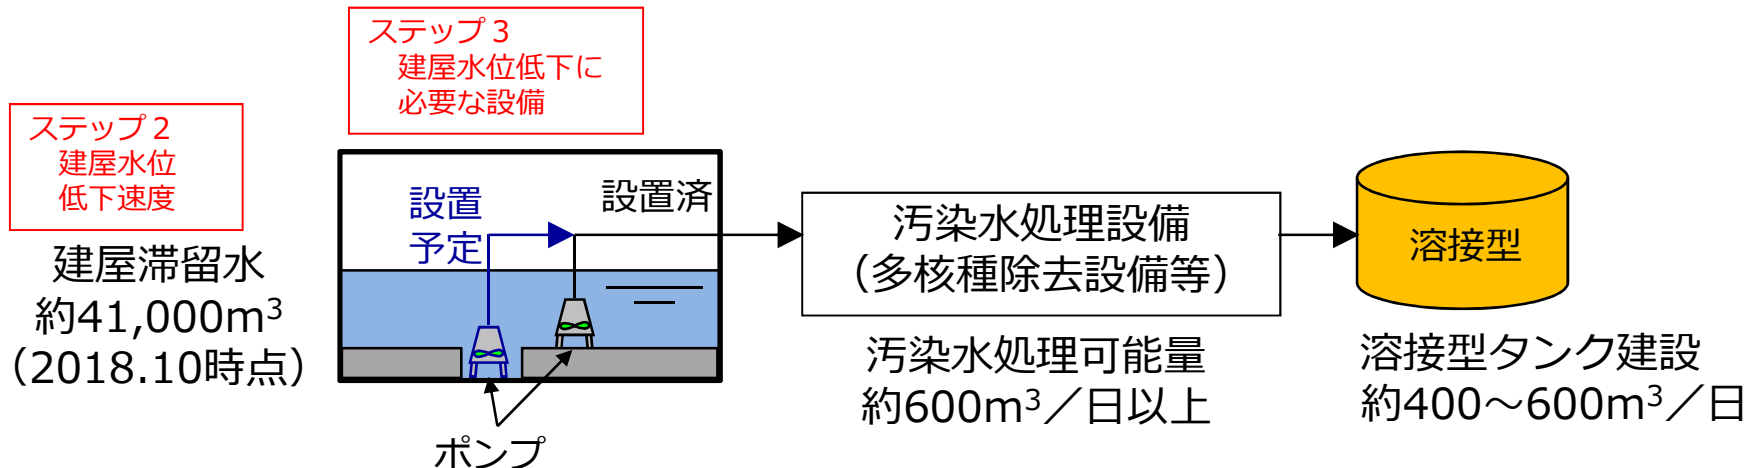 ステップ３
建屋水位低下に
必要な設備
ステップ２
建屋水位
低下速度
建屋滞留水
約41,000m³
（2018.10時点）
設置
予定
設置済
ポンプ
汚染水処理設備
（多核種除去設備等）
汚染水処理可能量
約600m³／日以上
溶接型
溶接型タンク建設
約400～600m³／日